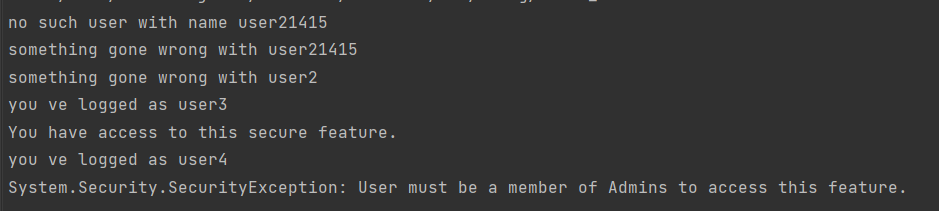 no such user with name user21415
something gone wrong with user21415
something gone wrong with user2
you ve logged as user3
You have access to this secure feature.
you ve logged as user4
System.Security.SecurityException: User must be a member of Admins to access this feature.